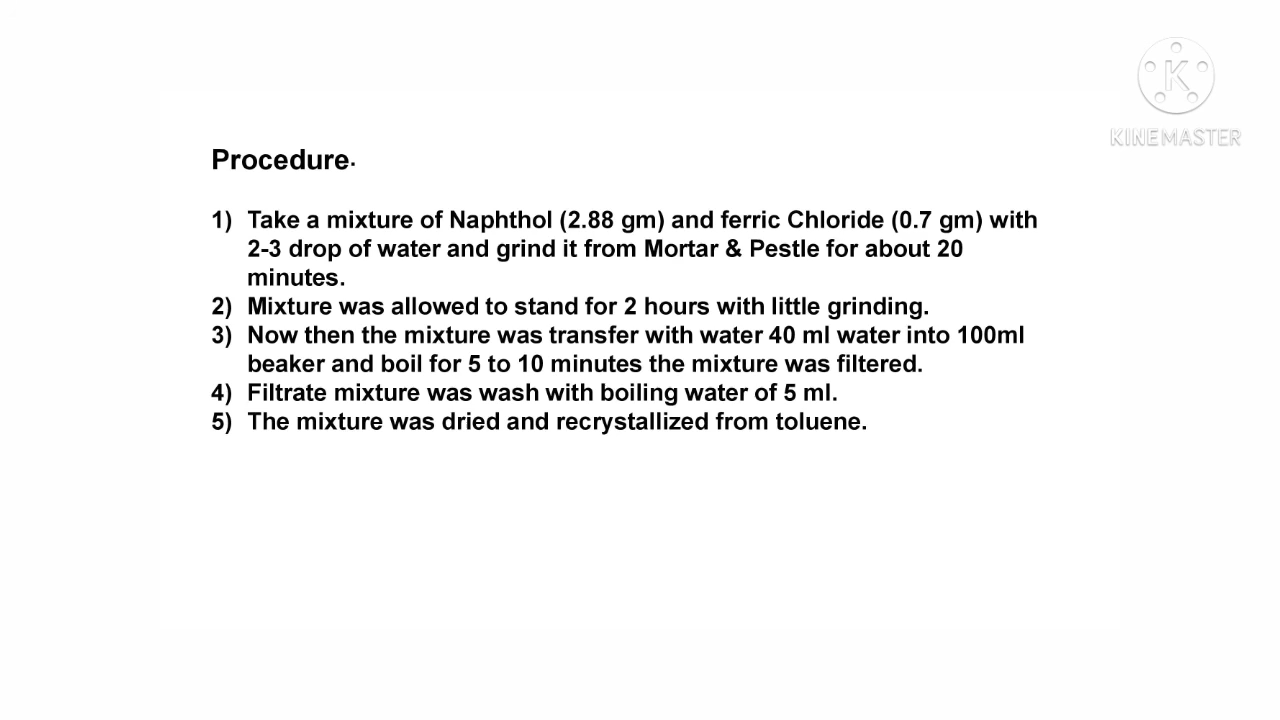 Procedure.
1) Take a mixture of Naphthol (2.88 gm) and ferric Chloride (0.7 gm) with
2-3 drop of water and grind it from Mortar & Pestle for about 20
minutes.
2) Mixture was allowed to stand for 2 hours with little grinding.
3) Now then the mixture was transfer with water 40 ml water into 100ml
beaker and boil for 5 to 10 minutes the mixture was filtered.
4) Filtrate mixture was wash with boiling water of 5 ml.
5) The mixture was dried and recrystallized from toluene.
K
KINEMASTER